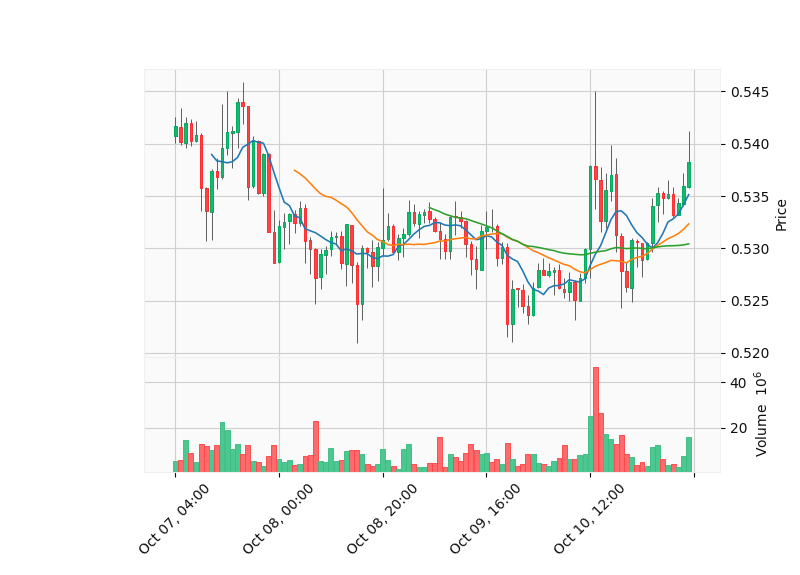 0.545
0.540
0.535
0.530
0.525
0.520
Price
40
20
Volume 10^6
Oct 07, 04:00
Oct 08, 00:00
Oct 08, 20:00
Oct 09, 16:00
Oct 10, 12:00